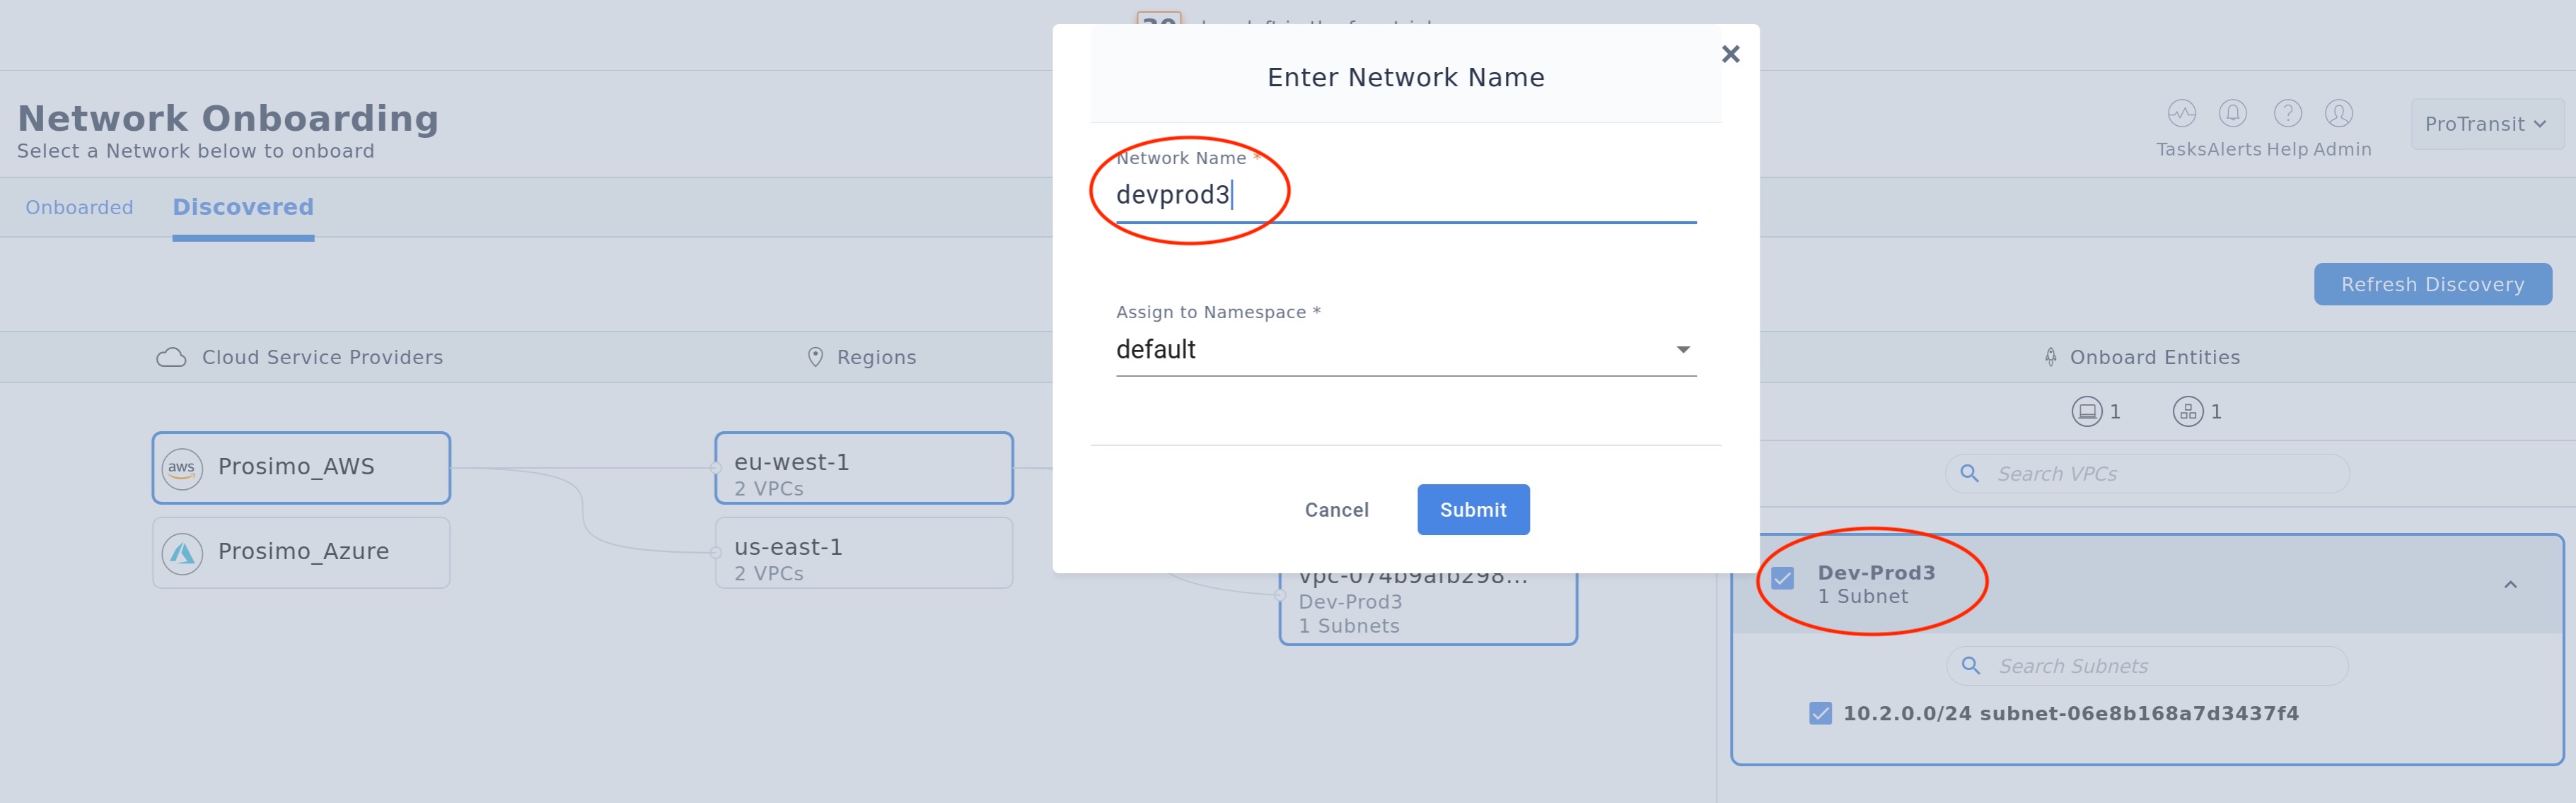 Enter Network Name
Network Name *
devprod3
Assign to Namespace *
default
Cancel
Submit
Network Onboarding
Select a Network below to onboard
Tasks Alerts Help Admin
ProTransit
Onboarded
Discovered
Refresh Discovery
Cloud Service Providers
Regions
Onboard Entities
1
1
Search VPCs
aws
Prosimo_AWS
Prosimo_Azure
eu-west-1
2 VPCs
us-east-1
2 VPCs
vpc-074b9afb298...
Dev-Prod3
1 Subnets
Dev-Prod3
1 Subnet
Search Subnets
10.2.0.0/24 subnet-06e8b168a7d3437f4